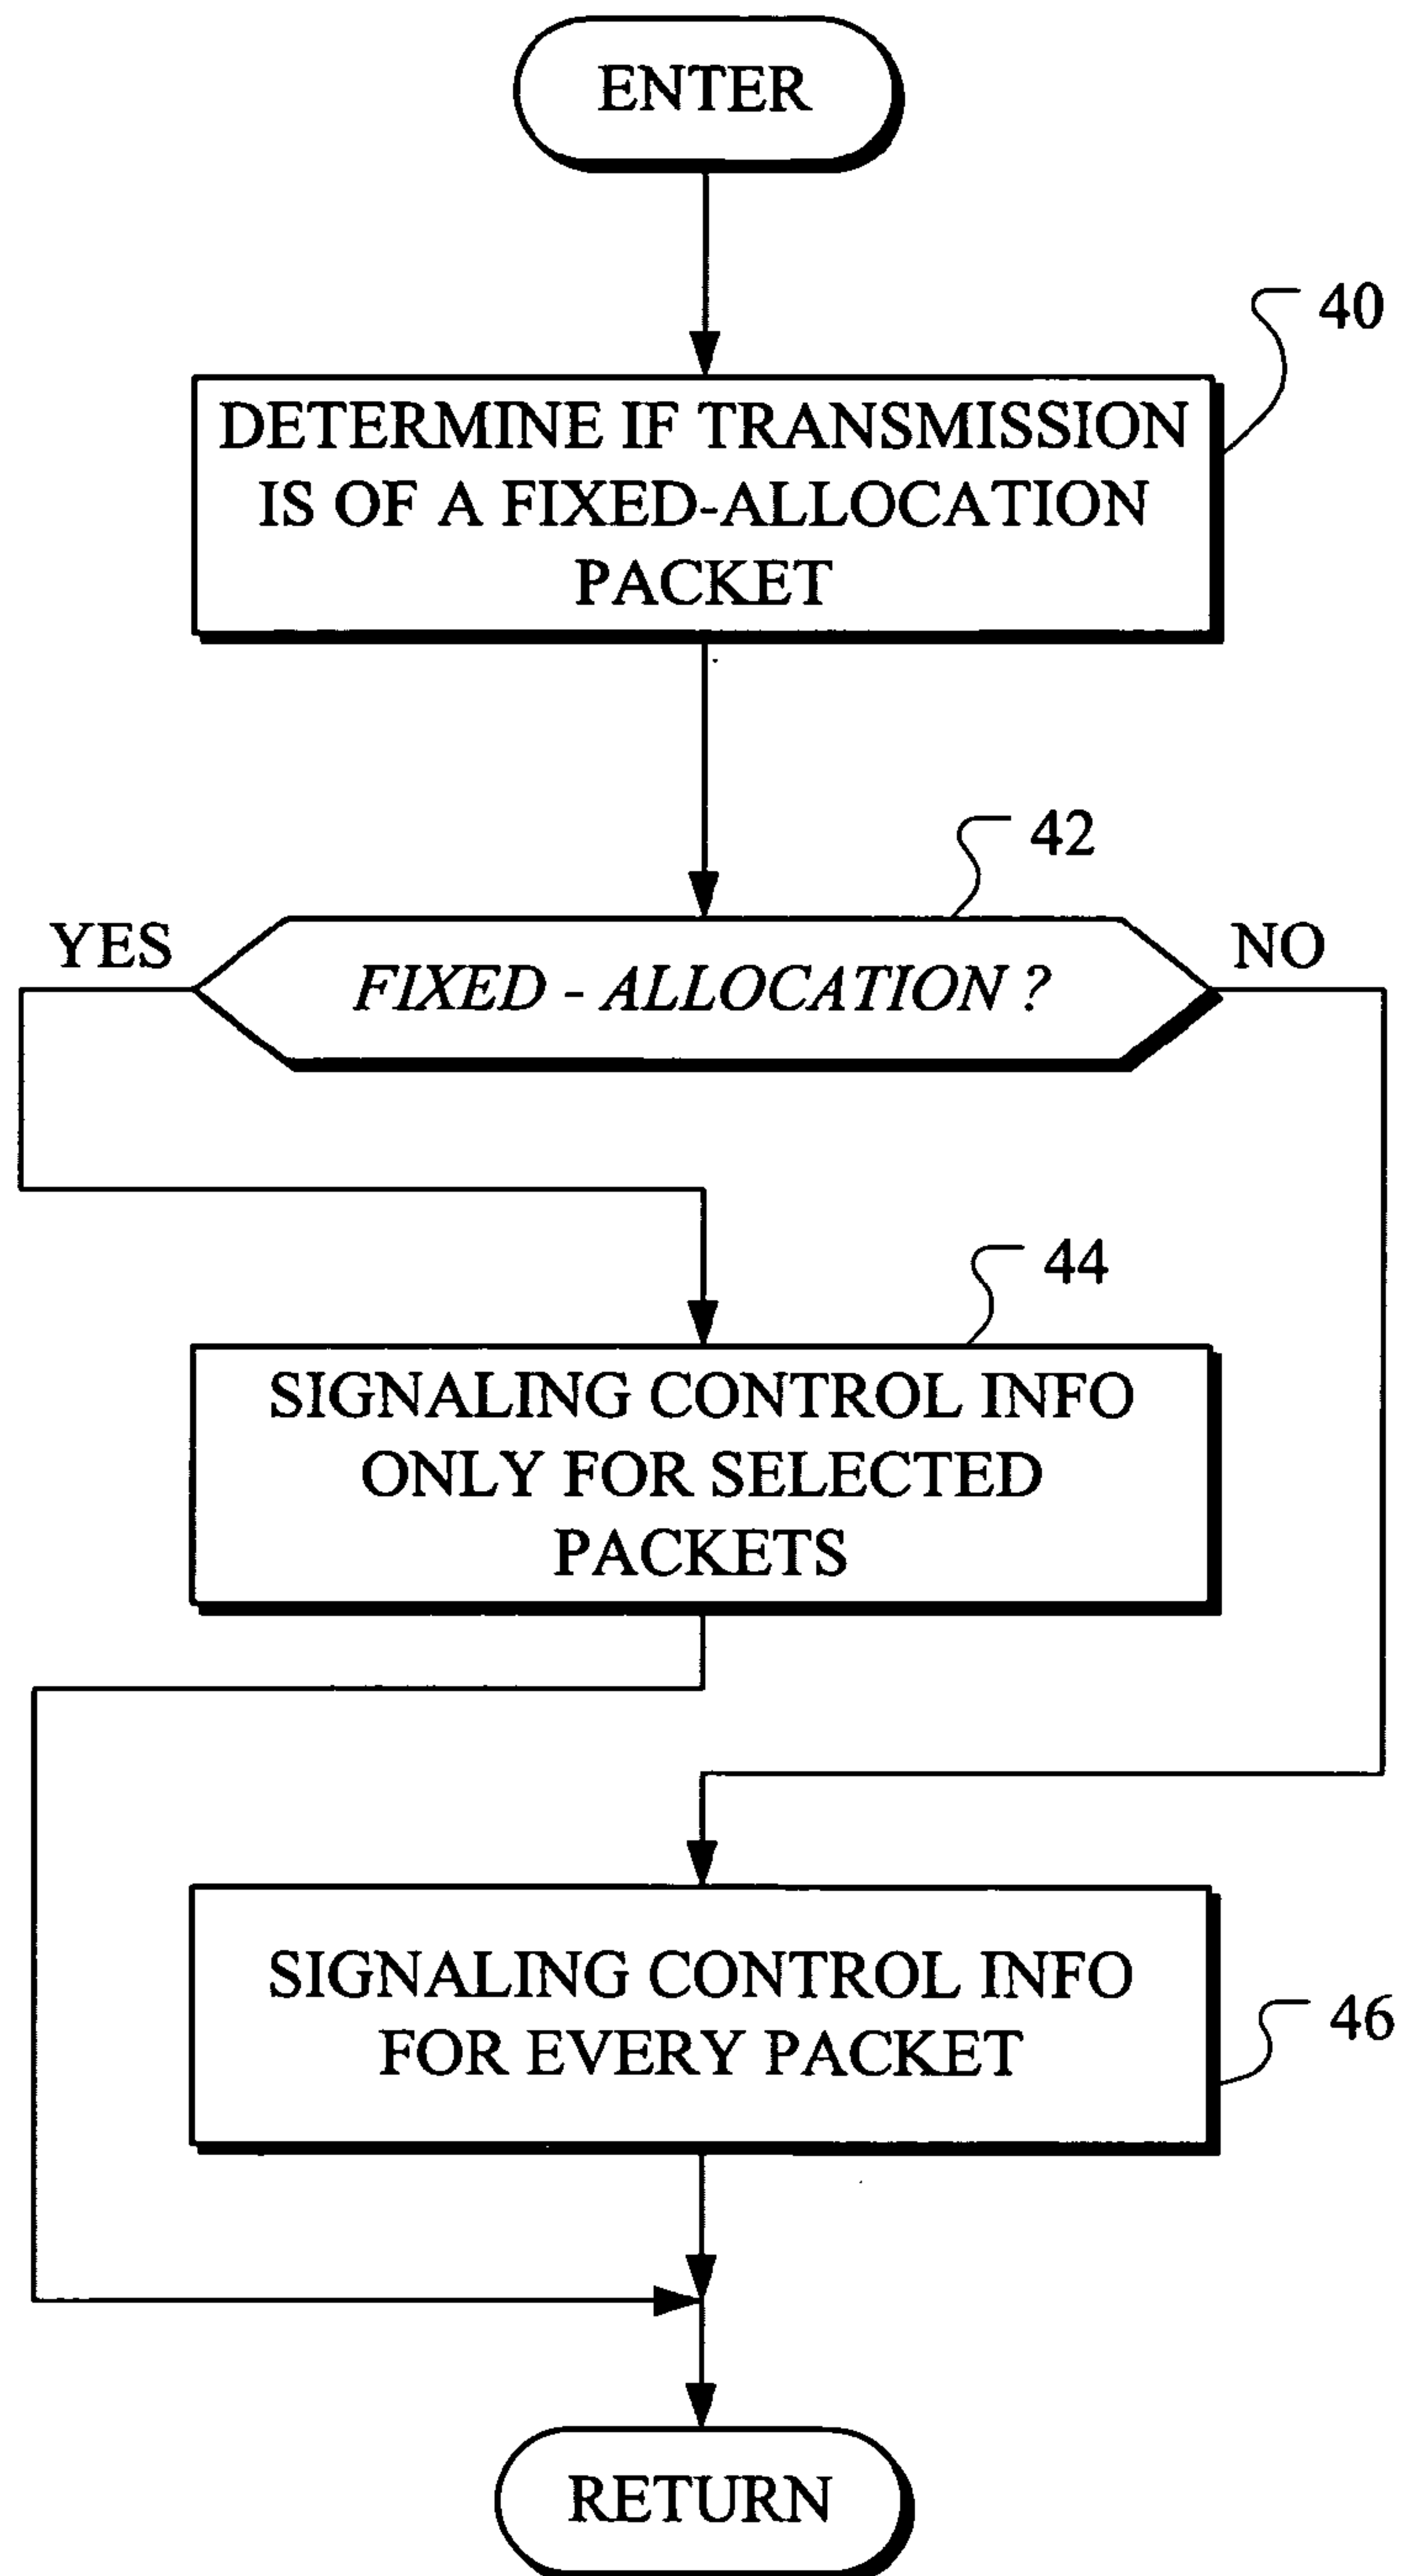 ENTER
40
DETERMINE IF TRANSMISSION
IS OF A FIXED-ALLOCATION
PACKET
42
YES
NO
FIXED - ALLOCATION ?
44
SIGNALING CONTROL INFO
ONLY FOR SELECTED
PACKETS
SIGNALING CONTROL INFO
FOR EVERY PACKET
46
RETURN